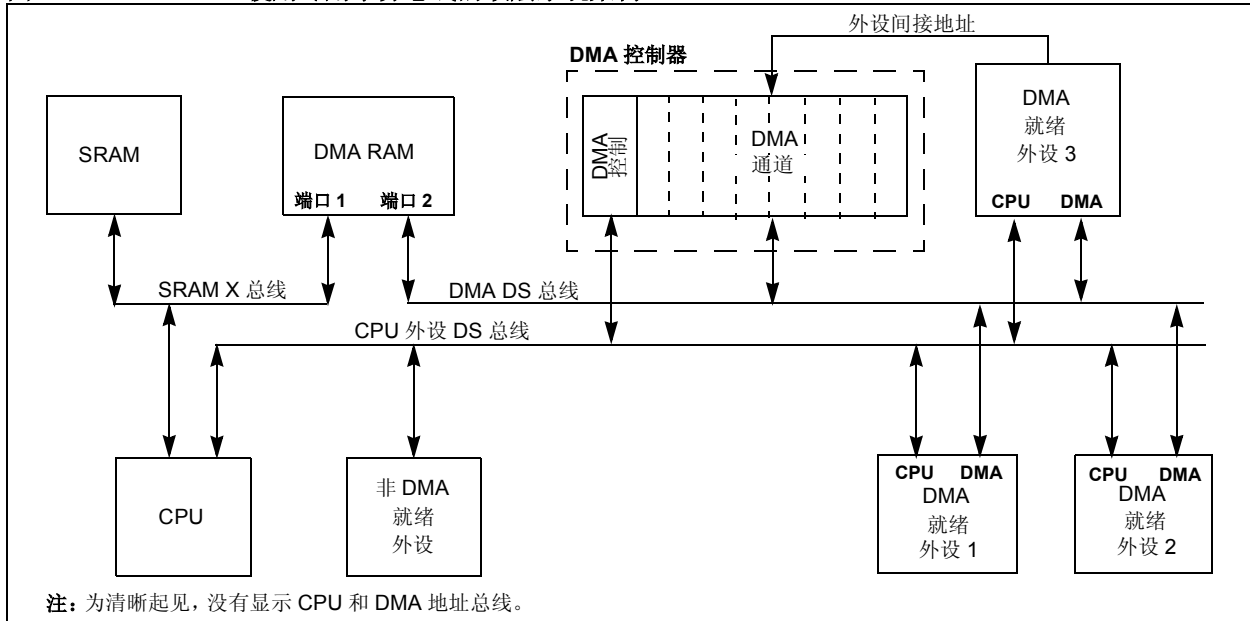 外设间接地址
DMA 控制器
SRAM
DMA RAM
端口 1 端口 2
DMA
控制
DMA
通道
DMA
就绪
外设 3
CPU DMA
SRAM X 总线
DMA DS 总线
CPU 外设 DS 总线
CPU
非 DMA
就绪
外设
CPU DMA
DMA
就绪
外设 1
CPU DMA
DMA
就绪
外设 2
注: 为清晰起见，没有显示 CPU 和 DMA 地址总线。